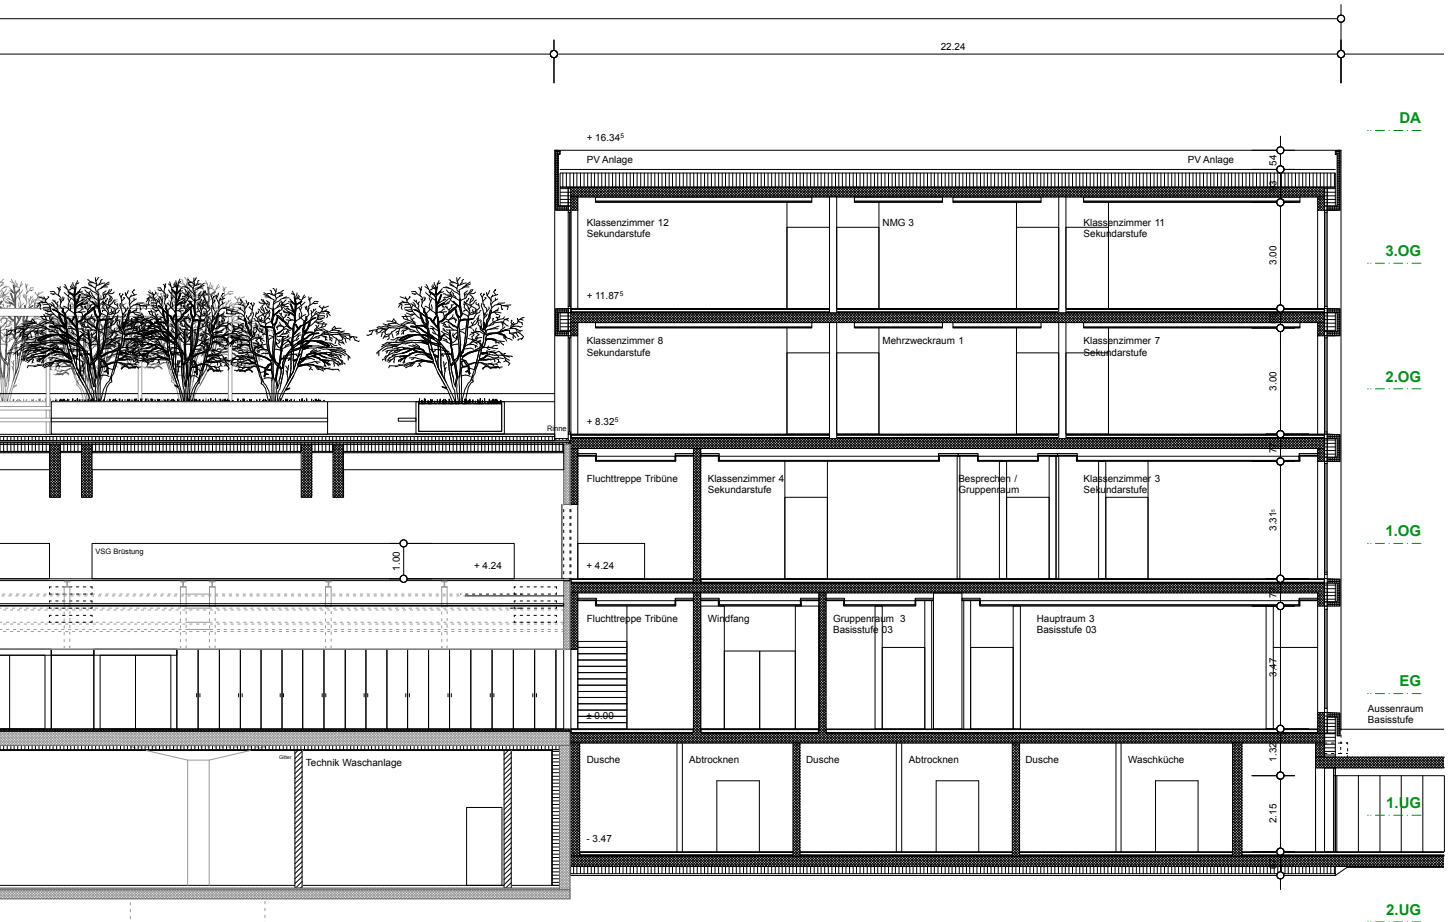 22.24
DA
+ 16.34⁵
PV Anlage
PV Anlage
54
Klassenzimmer 12
Sekundarstufe
NMG 3
Klassenzimmer 11
Sekundarstufe
3.00
3.OG
+ 11.87⁵
Klassenzimmer 8
Sekundarstufe
Mehrzweckraum 1
Klassenzimmer 7
Sekundarstufe
3.00
2.OG
+ 8.32⁵
Rinne
Fluchttreppe Tribüne
Klassenzimmer 4
Sekundarstufe
Besprechen /
Gruppenraum
Klassenzimmer 3
Sekundarstufe
3.31⁵
1.OG
VSG Brüstung
1.00
+ 4.24
+ 4.24
Fluchttreppe Tribüne
Windfang
Gruppenraum 3
Basisstufe 03
Hauptraum 3
Basisstufe 03
3.47
EG
Aussenraum
Basisstufe
± 0.00
Gitter
Technik Waschanlage
Dusche
Abtrocknen
Dusche
Abtrocknen
Dusche
Waschküche
1.32
2.15
1.UG
- 3.47
2.UG